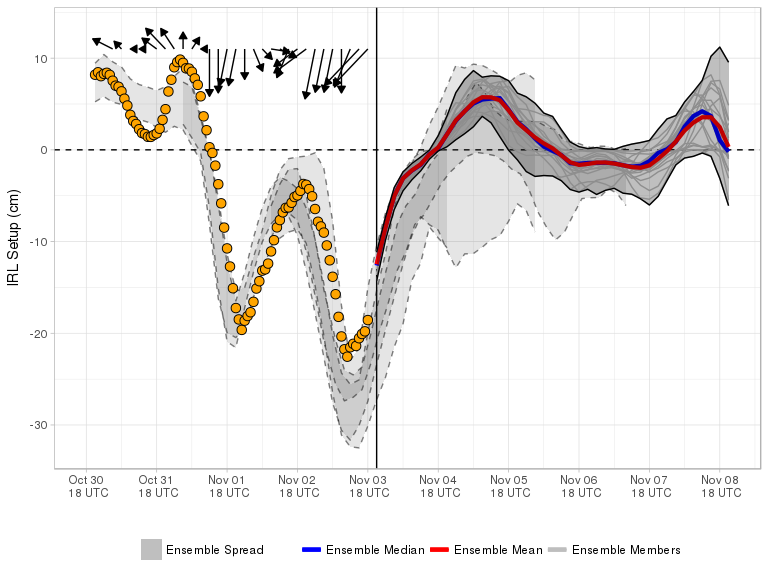 IRL Setup (cm)
10
0
-10
-20
-30
Oct 30 Oct 31 Nov 01 Nov 02 Nov 03 Nov 04 Nov 05 Nov 06 Nov 07 Nov 08
18 UTC 18 UTC 18 UTC 18 UTC 18 UTC 18 UTC 18 UTC 18 UTC 18 UTC 18 UTC
Ensemble Spread Ensemble Median Ensemble Mean Ensemble Members